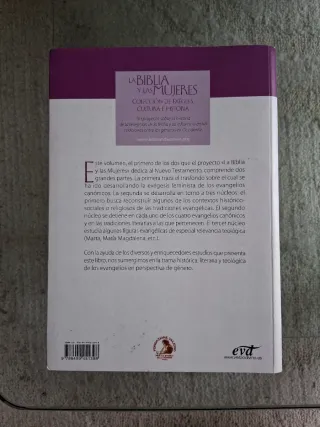 LA BIBLIA
Y LAS MUJERES
COLECCIÓN DE EXÉGESIS,
CULTURA E HISTORIA
Este volumen, el primero de los dos que el proyecto «La Biblia
y las Mujeres» dedica al Nuevo Testamento comprende dos
grandes partes. La primera traza el trasfondo sobre el cual se
ha ido desarrollando la exégesis feminista de los evangelios
canónicos. La segunda se desarrolla en torno a tres núcleos: el
primero busca reconstruir algunos de los contextos histórico-
sociales o religiosos de las tradiciones evangélicas. El segundo
núcleo se detiene en cada uno de los cuatro evangelios canónicos
y en las tradiciones literarias a las que pertenecen. El tercer núcleo
estudia algunas figuras evangélicas de especial relevancia teológica
(Marta, María Magdalena, etc.).
Con la ayuda de los diversos y enriquecedores estudios que presenta
este libro, nos sumergimos en la trama histórica, literaria y teológica
de los evangelios en perspectiva de género.
evd